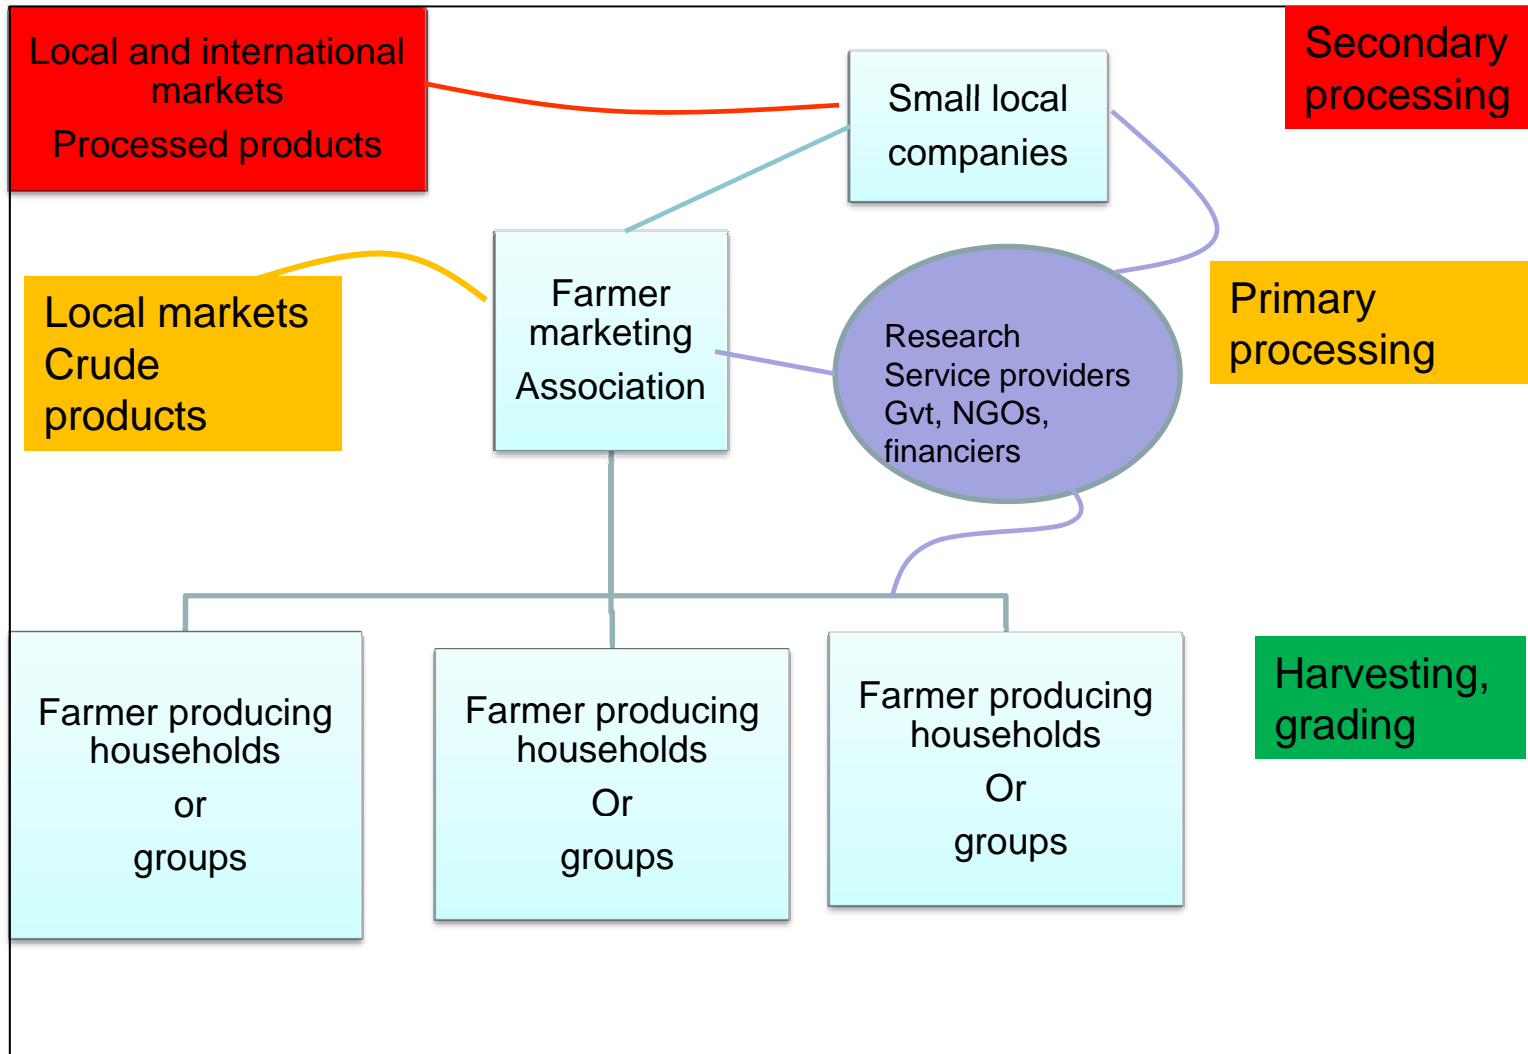 Local and international
markets
Processed products
Small local
companies
Secondary
processing
Local markets
Crude
products
Farmer
marketing
Association
Research
Service providers
Gvt, NGOs,
financiers
Primary
processing
Farmer producing
households
or
groups
Farmer producing
households
Or
groups
Farmer producing
households
Or
groups
Harvesting,
grading